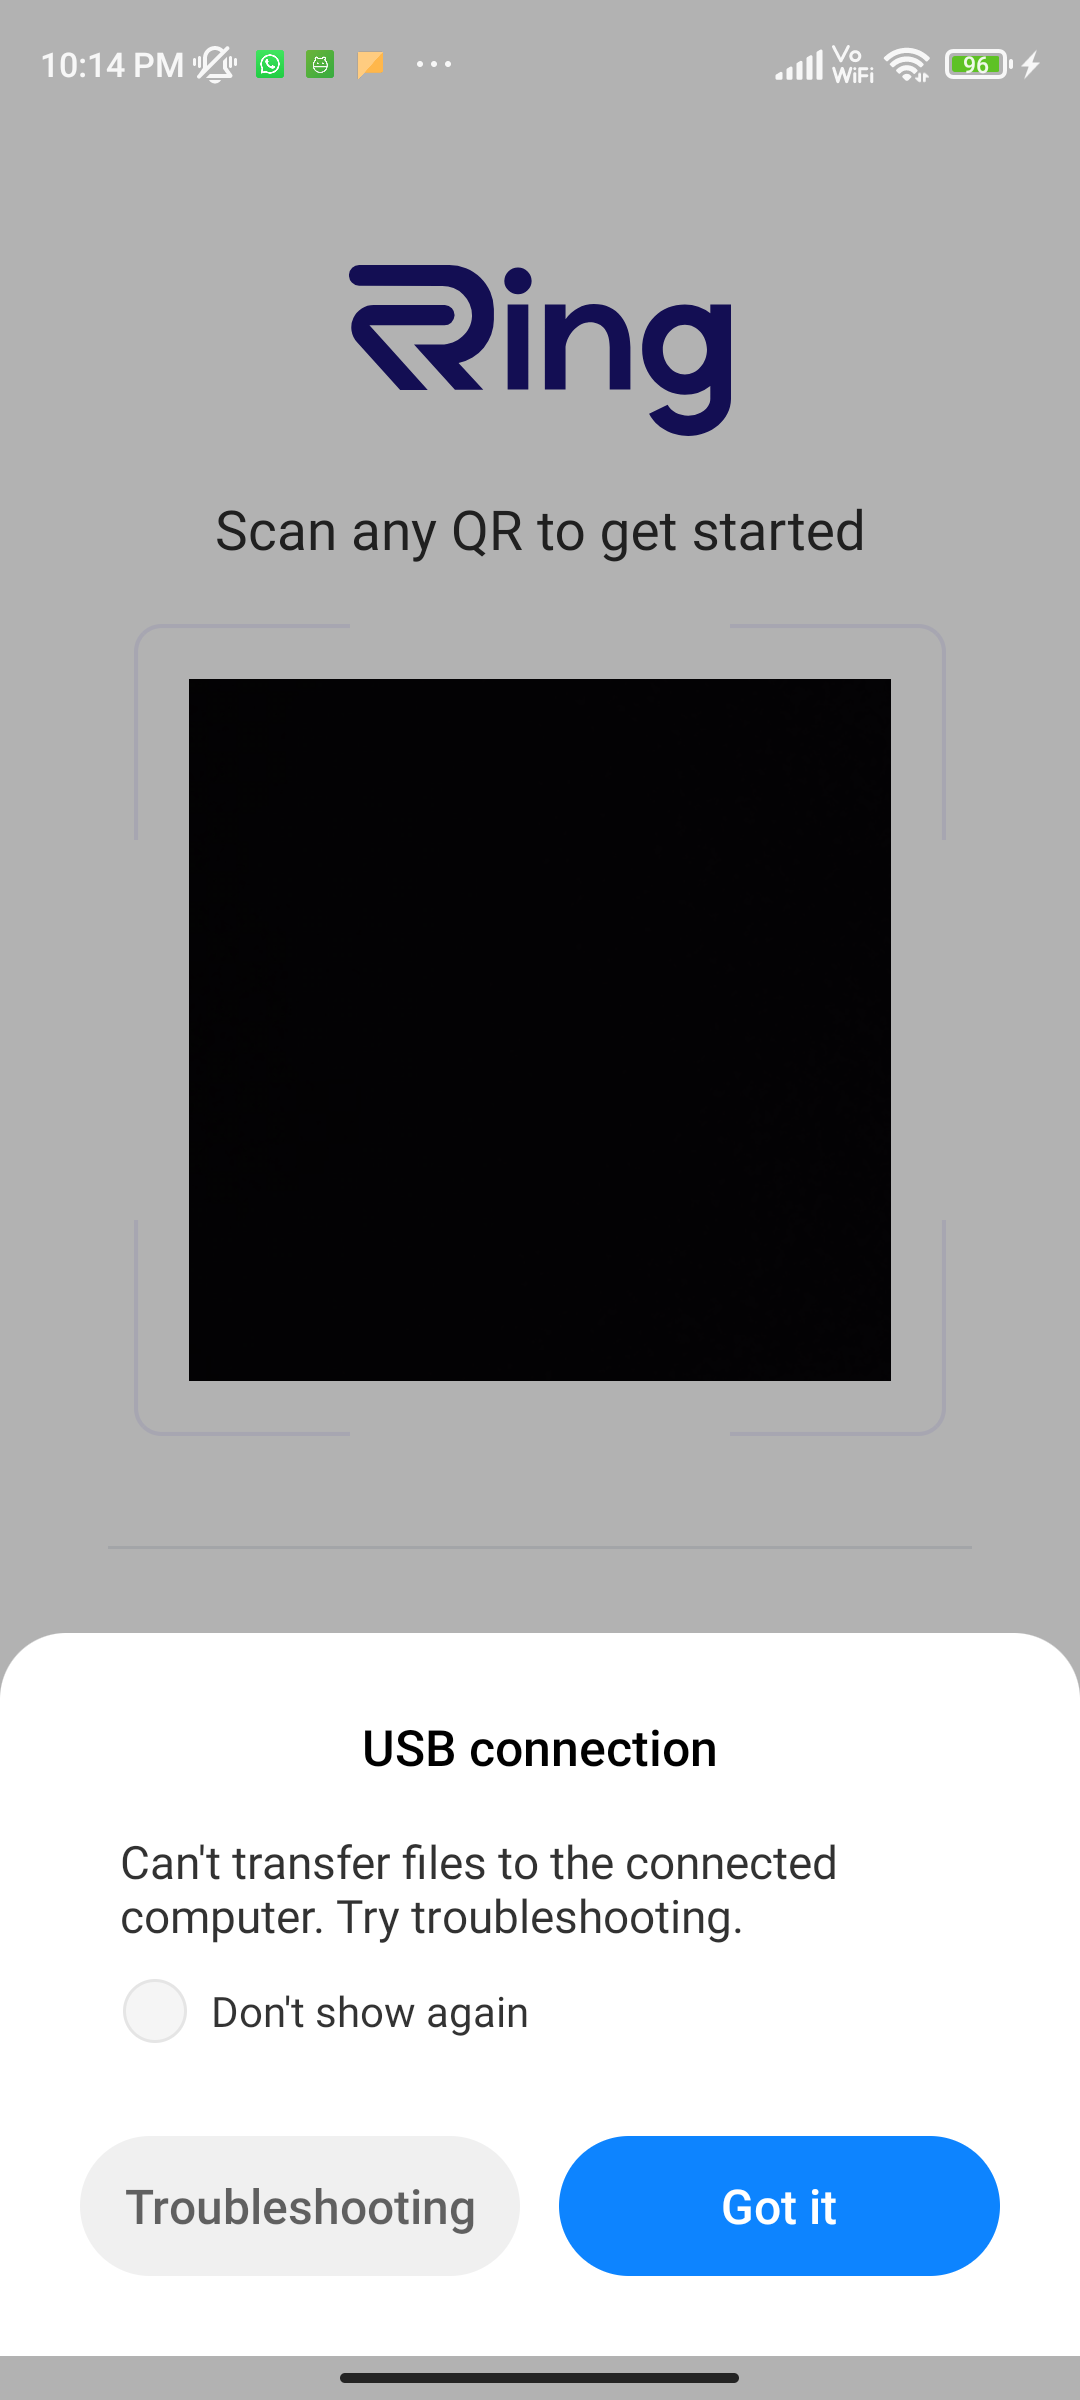 10:14 PM Vo WiFi 96
Ring
Scan any QR to get started
USB connection
Can't transfer files to the connected
computer. Try troubleshooting.
Don't show again
Troubleshooting Got it